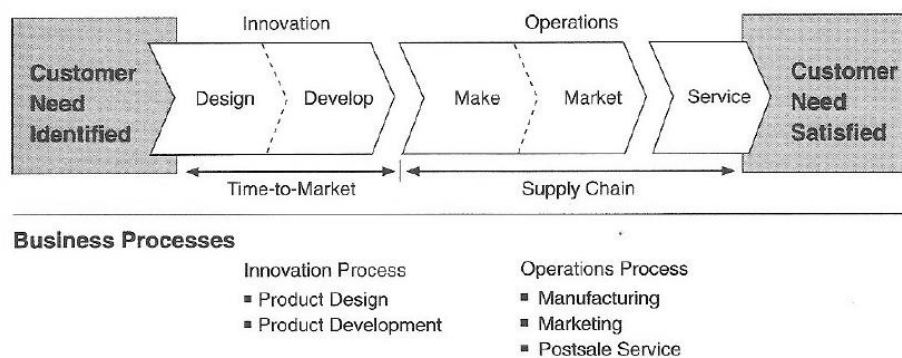 Innovation
Operations
Customer
Need
Identified
Design
Develop
Make
Market
Service
Customer
Need
Satisfied
Time-to-Market
Supply Chain
Business Processes
Innovation Process
▪ Product Design
▪ Product Development
Operations Process
▪ Manufacturing
▪ Marketing
▪ Postsale Service